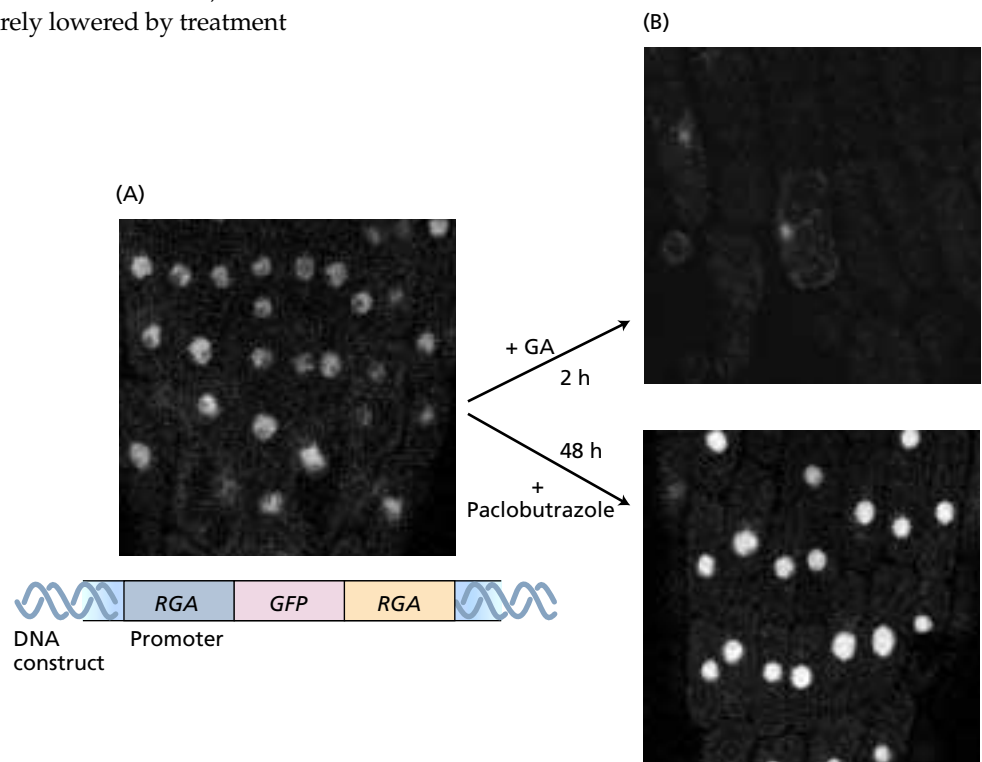 rely lowered by treatment
(B)
(A)
+ GA
2 h
48 h
+
Paclobutrazole
RGA GFP RGA
DNA
construct
Promoter